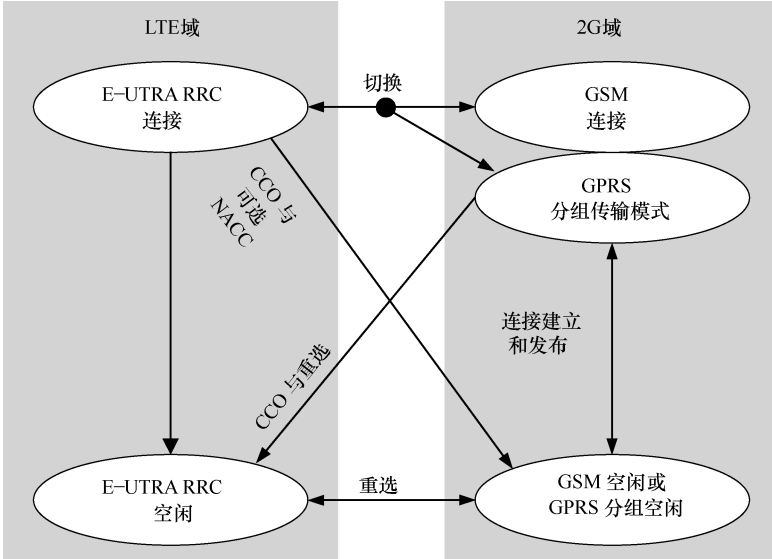 LTE域
2G域
E-UTRA RRC
连接
切换
GSM
连接
GPRS
分组传输模式
CCO 与
可选
NACC
连接建立
和发布
CCO 与重选
E-UTRA RRC
空闲
重选
GSM 空闲或
GPRS 分组空闲